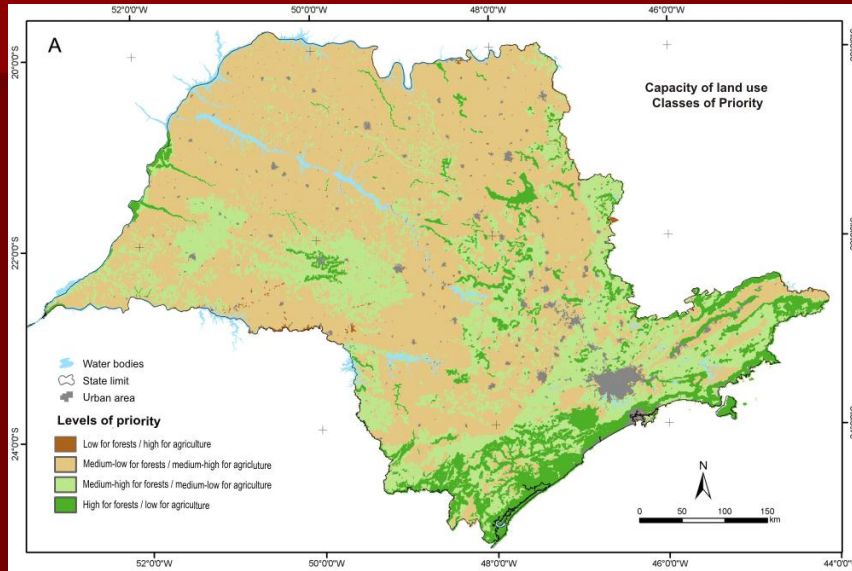 52°0'0"W 50°0'0"W 48°0'0"W 46°0'0"W
A
20°0'0"S
Capacity of land use
Classes of Priority
22°0'0"S
Water bodies
State limit
Urban area
Levels of priority
24°0'0"S
Low for forests / high for agriculture
Medium-low for forests / medium-high for agricluture
Medium-high for forests / medium-low for agricluture
High for forests / low for agriculture
N
0 50 100 150
km
52°0'0"W 50°0'0"W 48°0'0"W 46°0'0"W 44°0'0"W